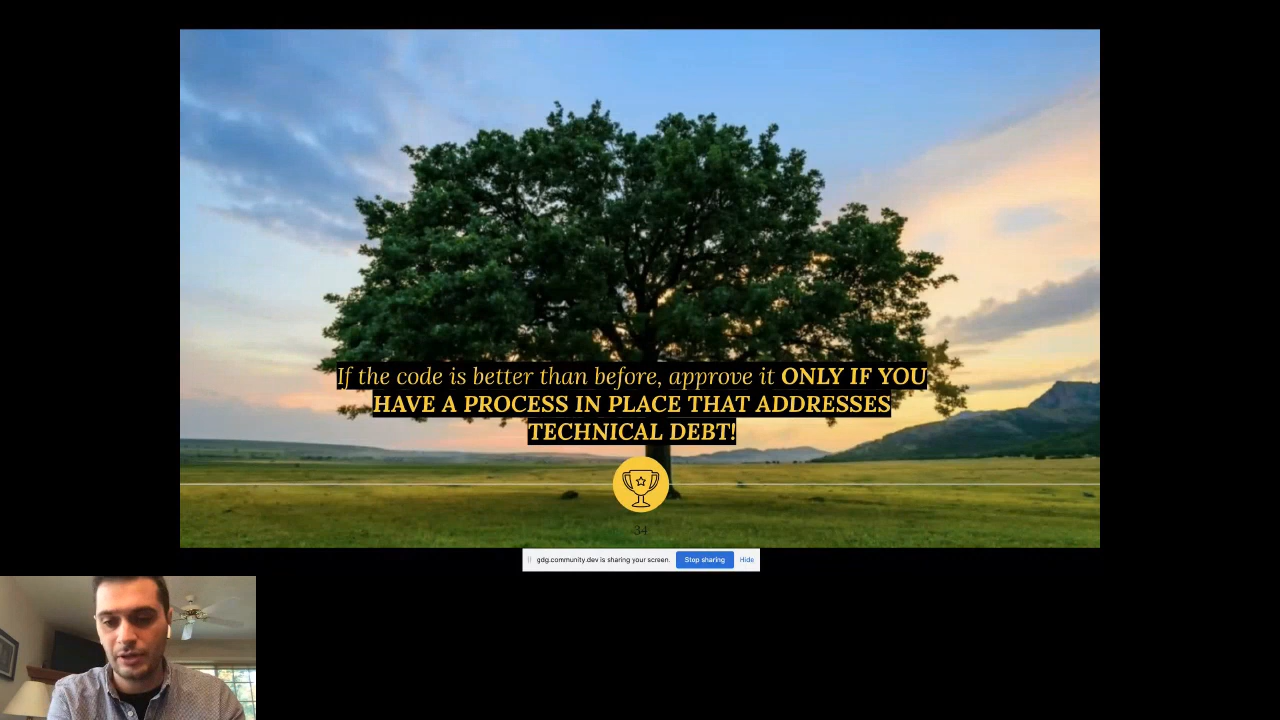 If the code is better than before, approve it ONLY IF YOU
HAVE A PROCESS IN PLACE THAT ADDRESSES
TECHNICAL DEBT!
34
gdg.community.dev is sharing your screen. Stop sharing Hide